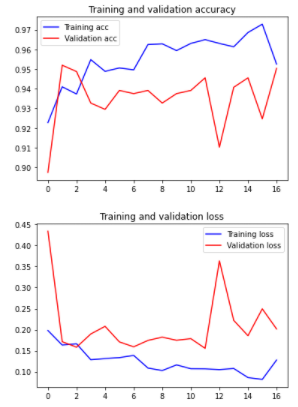 Training and validation accuracy
Training acc
Validation acc
0.97
0.96
0.95
0.94
0.93
0.92
0.91
0.90
0 2 4 6 8 10 12 14 16
Training and validation loss
Training loss
Validation loss
0.45
0.40
0.35
0.30
0.25
0.20
0.15
0.10
0 2 4 6 8 10 12 14 16